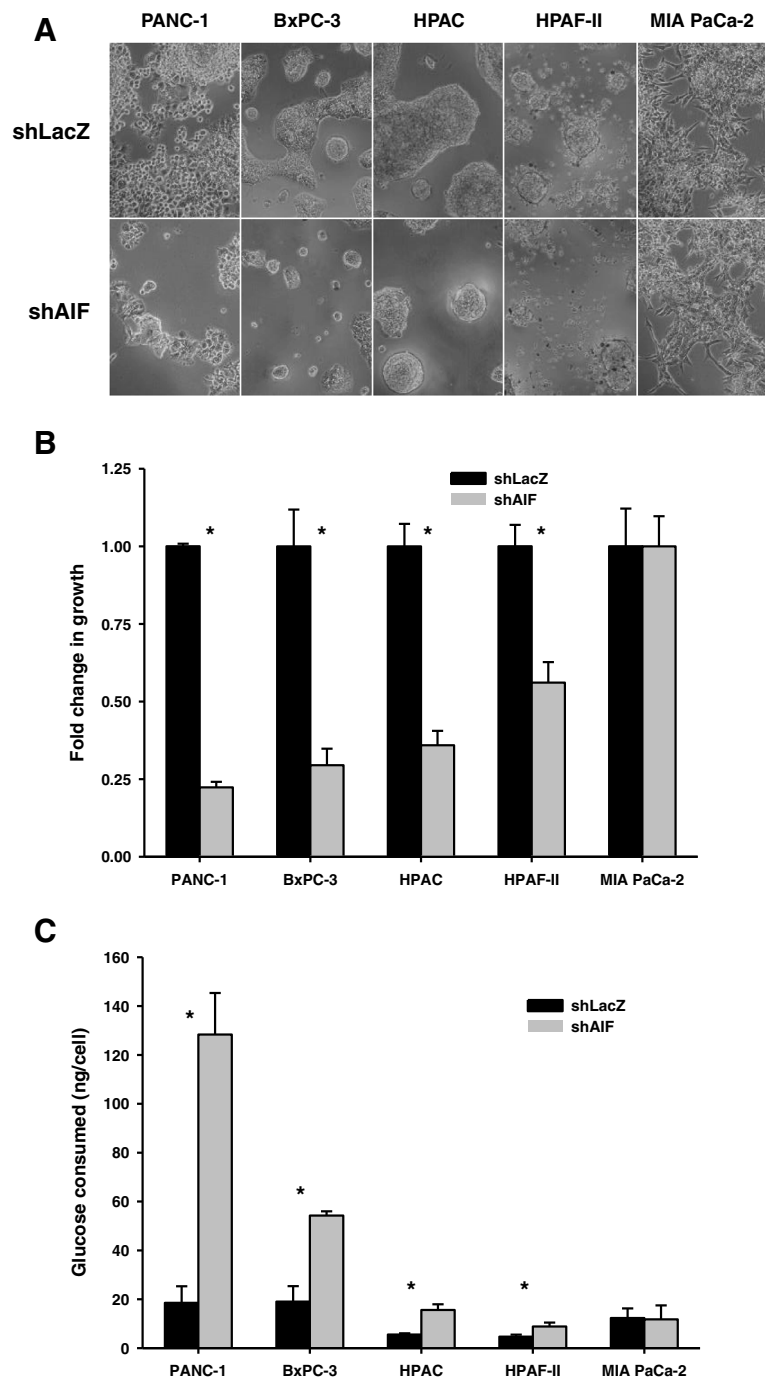 A
PANC-1 BxPC-3 HPAC HPAF-II MIA PaCa-2
shLacZ
shAIF
B
Fold change in growth
1.25
1.00
0.75
0.50
0.25
0.00
shLacZ
shAIF
* * * *
PANC-1 BxPC-3 HPAC HPAF-II MIA PaCa-2
C
Glucose consumed (ng/cell)
160
140
120
100
80
60
40
20
0
shLacZ
shAIF
* * * *
PANC-1 BxPC-3 HPAC HPAF-II MIA PaCa-2